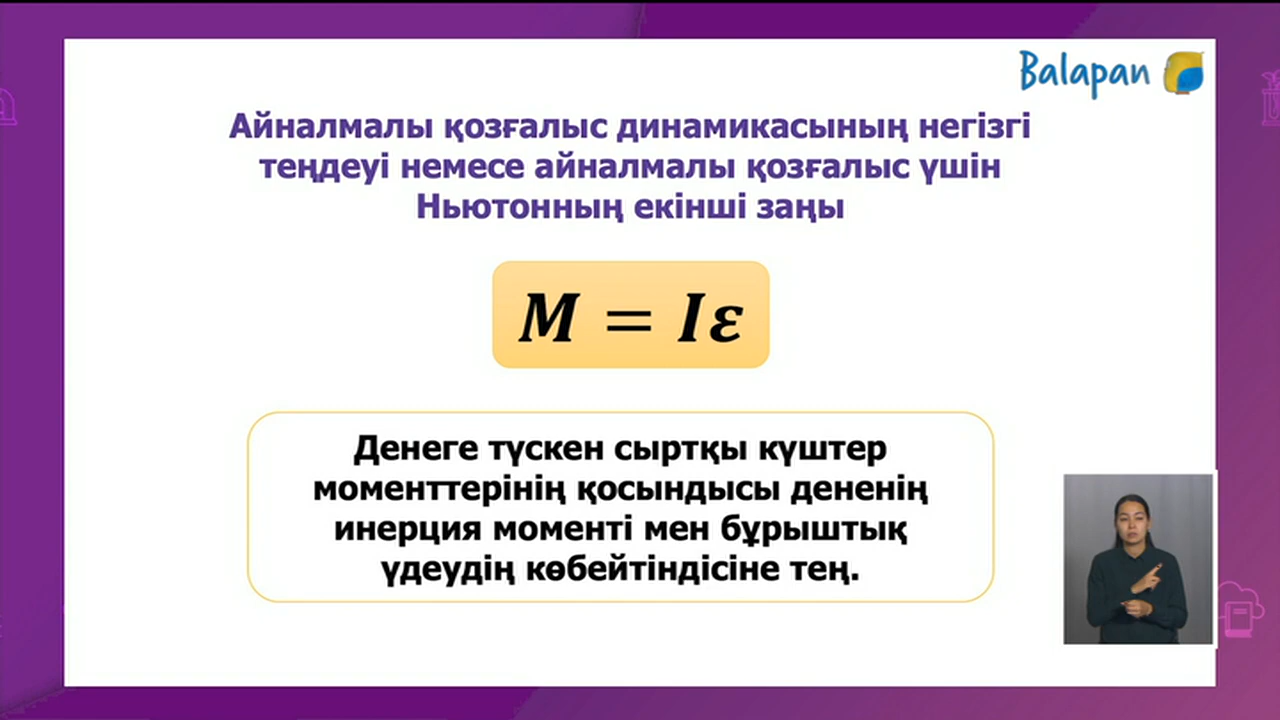 Balapan
Айналмалы қозғалыс динамикасының негізгі
теңдеуі немесе айналмалы қозғалыс үшін
Ньютонның екінші заңы
M = Iε
Денеге түскен сыртқы күштер
моменттерінің қосындысы дененің
инерция моменті мен бұрыштық
үдеудің көбейтіндісіне тең.